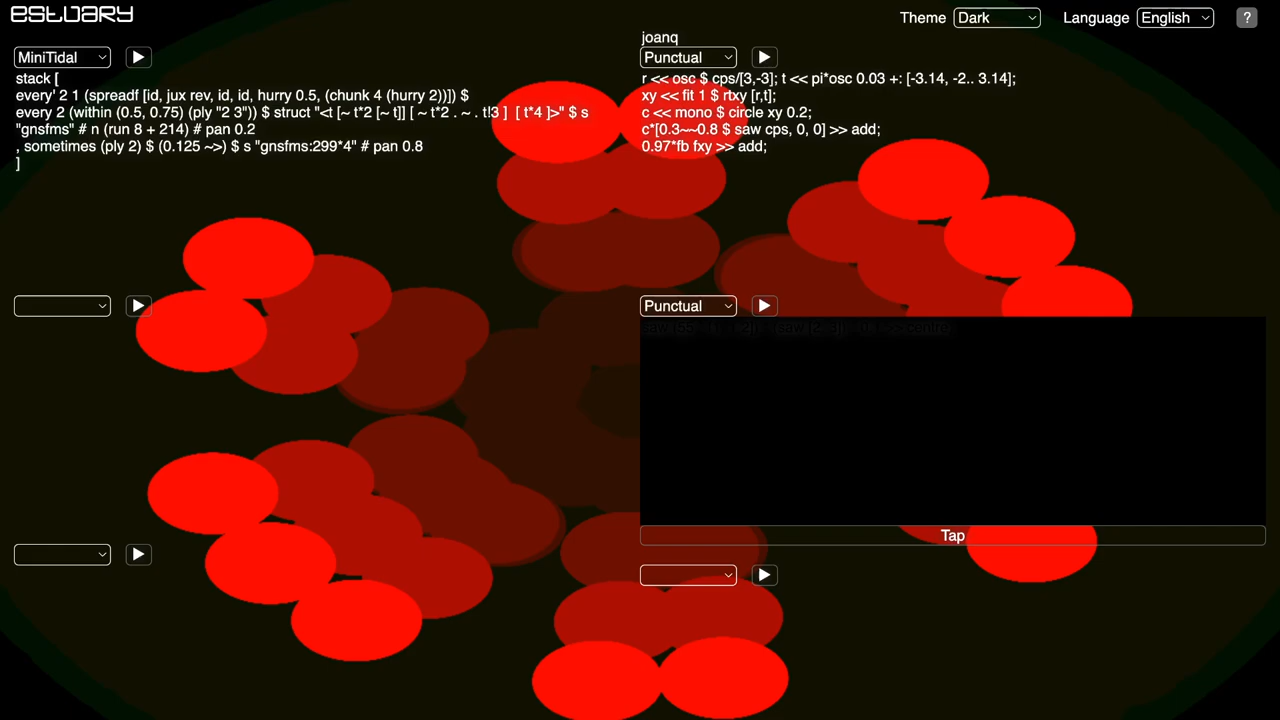 estuary
Theme Dark Language English ?
MiniTidal
stack [
every' 2 1 (spreadf [id, jux rev, id, id, hurry 0.5, (chunk 4 (hurry 2))]) $
every 2 (within (0.5, 0.75) (ply "2 3")) $ struct "<t [~ t*2 [~ t]] [ ~ t*2 . ~ . t!3 ]  [ t*4 ]>" $ s
"gnsfms" # n (run 8 + 214) # pan 0.2
, sometimes (ply 2) $ (0.125 ~>) $ s "gnsfms:299*4" # pan 0.8
]
joanq
Punctual
r << osc $ cps/[3,-3]; t << pi*osc 0.03 +: [-3.14, -2.. 3.14];
xy << fit 1 $ rtxy [r,t];
c << mono $ circle xy 0.2;
c*[0.3~~0.8 $ saw cps, 0, 0] >> add;
0.97*fb fxy >> add;
Punctual
Tap